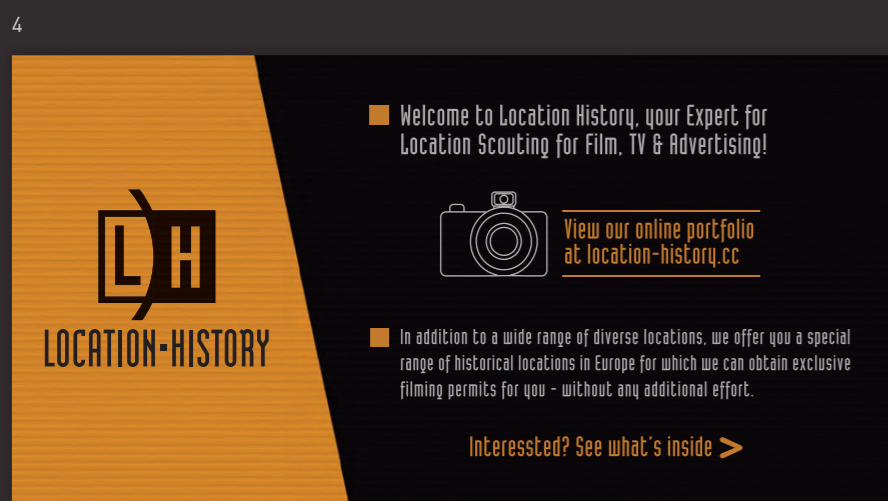 4
Welcome to Location History, your Expert for
Location Scouting for Film, TV & Advertising!
View our online portfolio
at location-history.cc
LH
LOCATION-HISTORY
In addition to a wide range of diverse locations, we offer you a special
range of historical locations in Europe for which we can obtain exclusive
filming permits for you - without any additional effort.
Interessted? See what's inside >